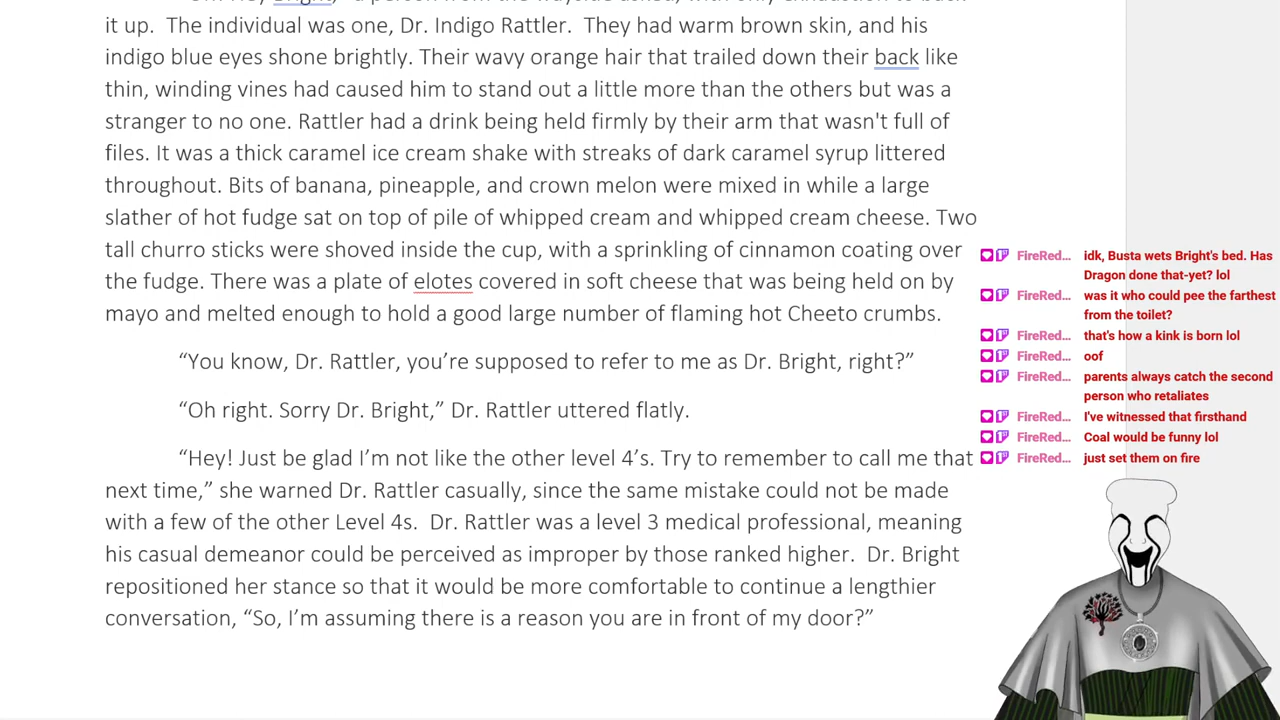 it up.  The individual was one, Dr. Indigo Rattler.  They had warm brown skin, and his
indigo blue eyes shone brightly. Their wavy orange hair that trailed down their back like
thin, winding vines had caused him to stand out a little more than the others but was a
stranger to no one. Rattler had a drink being held firmly by their arm that wasn't full of
files. It was a thick caramel ice cream shake with streaks of dark caramel syrup littered
throughout. Bits of banana, pineapple, and crown melon were mixed in while a large
slather of hot fudge sat on top of pile of whipped cream and whipped cream cheese. Two
tall churro sticks were shoved inside the cup, with a sprinkling of cinnamon coating over
the fudge. There was a plate of elotes covered in soft cheese that was being held on by
mayo and melted enough to hold a good large number of flaming hot Cheeto crumbs.
“You know, Dr. Rattler, you’re supposed to refer to me as Dr. Bright, right?”
“Oh right. Sorry Dr. Bright,” Dr. Rattler uttered flatly.
“Hey! Just be glad I’m not like the other level 4’s. Try to remember to call me that
next time,” she warned Dr. Rattler casually, since the same mistake could not be made
with a few of the other Level 4s.  Dr. Rattler was a level 3 medical professional, meaning
his casual demeanor could be perceived as improper by those ranked higher.  Dr. Bright
repositioned her stance so that it would be more comfortable to continue a lengthier
conversation, “So, I’m assuming there is a reason you are in front of my door?”
FireRed... idk, Busta wets Bright's bed. Has
Dragon done that-yet? lol
FireRed... was it who could pee the farthest
from the toilet?
FireRed... that's how a kink is born lol
FireRed... oof
FireRed... parents always catch the second
person who retaliates
FireRed... I've witnessed that firsthand
FireRed... Coal would be funny lol
FireRed... just set them on fire